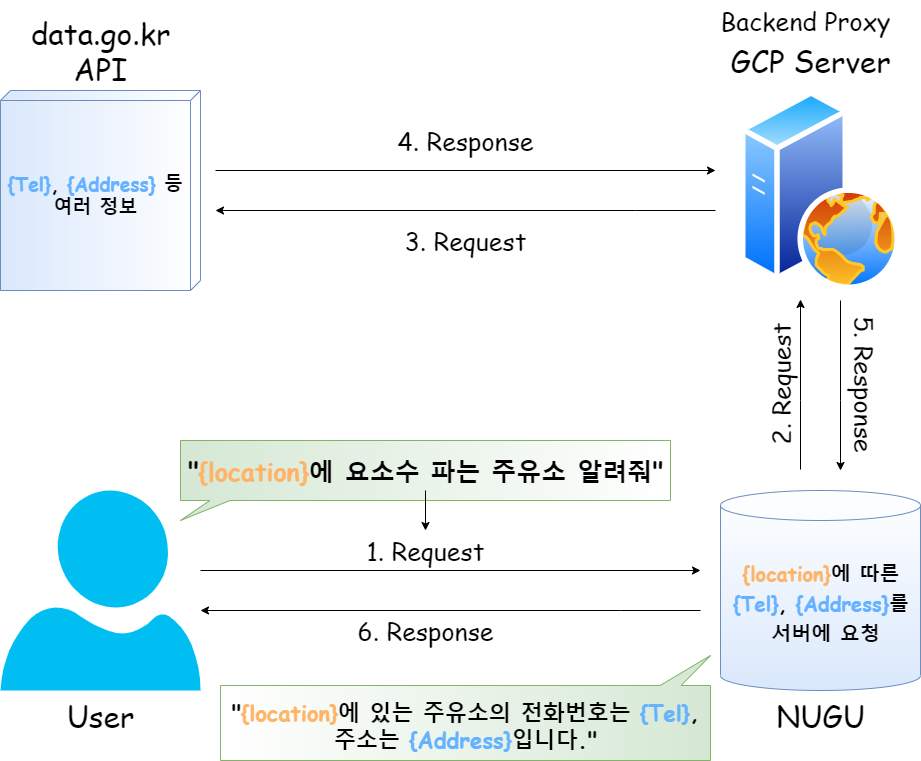 data.go.kr
API
Backend Proxy
GCP Server
{Tel}, {Address} 등
여러 정보
4. Response
3. Request
2. Request
5. Response
"{location}에 요소수 파는 주유소 알려줘"
1. Request
6. Response
{location}에 따른
{Tel}, {Address}를
서버에 요청
User
NUGU
"{location}에 있는 주유소의 전화번호는 {Tel},
주소는 {Address}입니다."